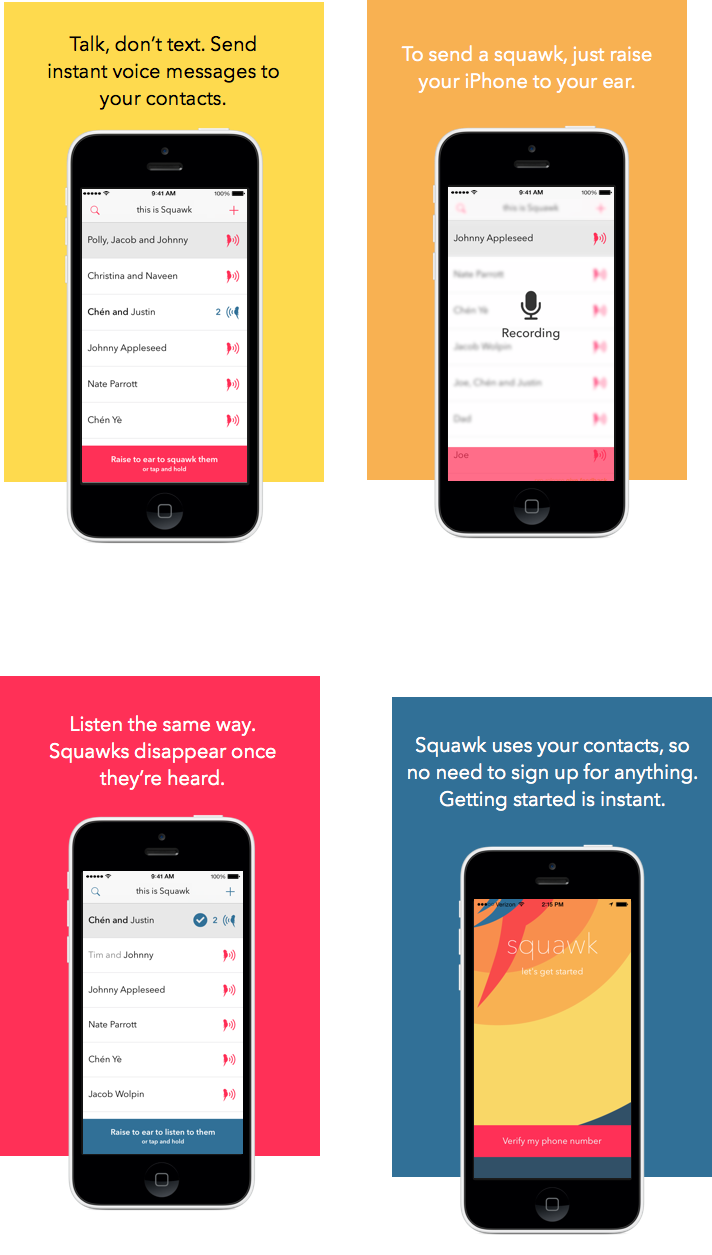 Talk, don't text. Send
instant voice messages to
your contacts.
9:41 AM
100%
this is Squawk
Polly, Jacob and Johnny
Christina and Naveen
Chén and Justin
2
Johnny Appleseed
Nate Parrott
Chén Yè
Raise to ear to squawk them
or tap and hold
To send a squawk, just raise
your iPhone to your ear.
9:41 AM
100%
this is Squawk
Johnny Appleseed
Nate Parrott
Chén Yè
Recording
Jacob Wolpin
Joe, Chén and Justin
Dad
Joe
Listen the same way.
Squawks disappear once
they're heard.
9:41 AM
100%
this is Squawk
Chén and Justin
2
Tim and Johnny
Johnny Appleseed
Nate Parrott
Chén Yè
Jacob Wolpin
Raise to ear to listen to them
or tap and hold
Squawk uses your contacts, so
no need to sign up for anything.
Getting started is instant.
Verizon
2:15 PM
squawk
let's get started
Verify my phone number